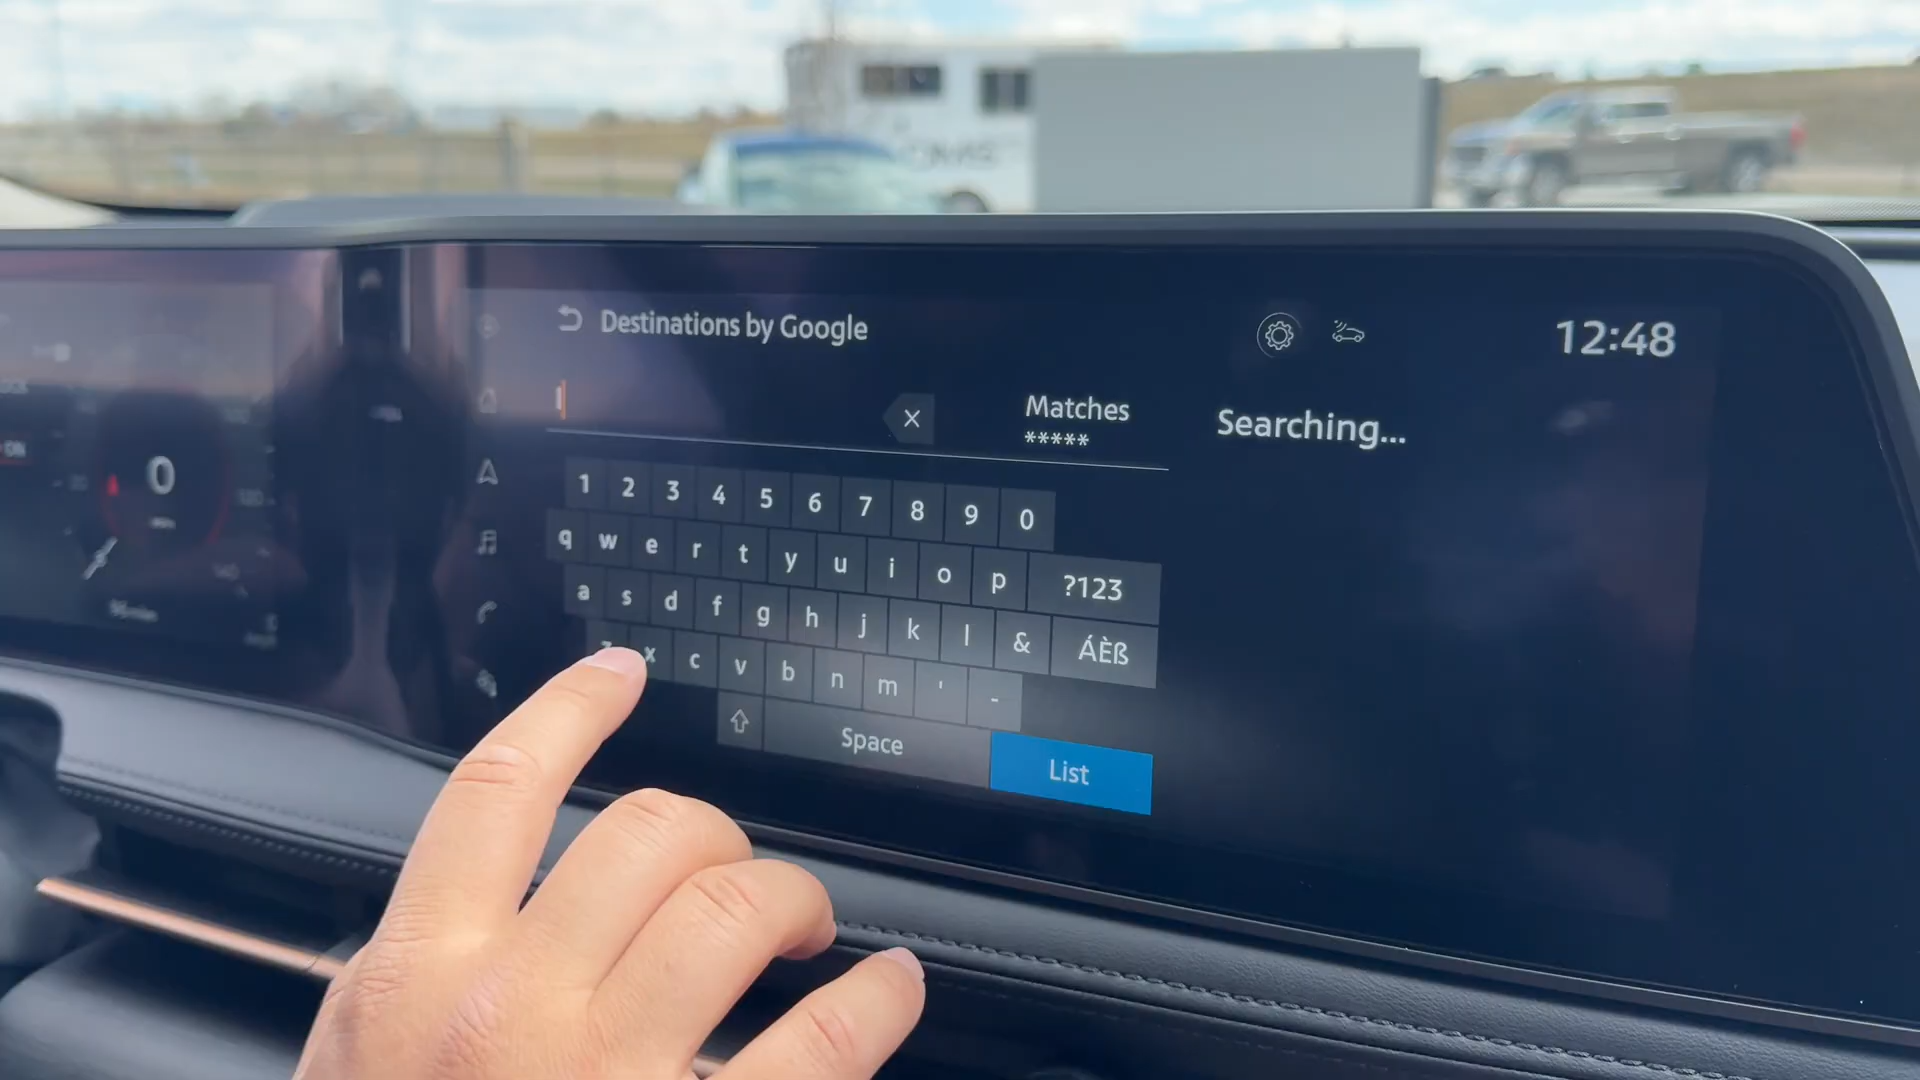 Destinations by Google
12:48
1
Matches
*****
Searching...
1 2 3 4 5 6 7 8 9 0
q w e r t y u i o p ?123
a s d f g h j k l & ÁÈß
z x c v b n m ' -
Space
List
0